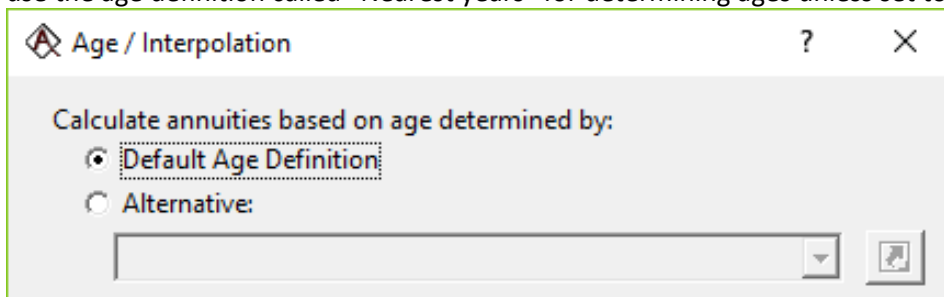 use the age definition called "Nearest years" for determining ages unless set to
Age / Interpolation ? ×
Calculate annuities based on age determined by:
Default Age Definition
Alternative: